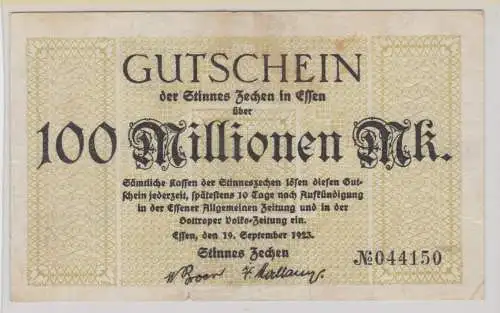 GUTSCHEIN
der Stinnes Zechen in Essen
über
100 Millionen Mk.
Sämtliche Kassen der Stinneszechen lösen diesen Gut-
schein jederzeit, spätestens 10 Tage nach Aufkündigung
in der Essener Allgemeinen Zeitung und in der
Bottroper Volks-Zeitung ein.
Essen, den 19. September 1923.
Stinnes Zechen
№044150